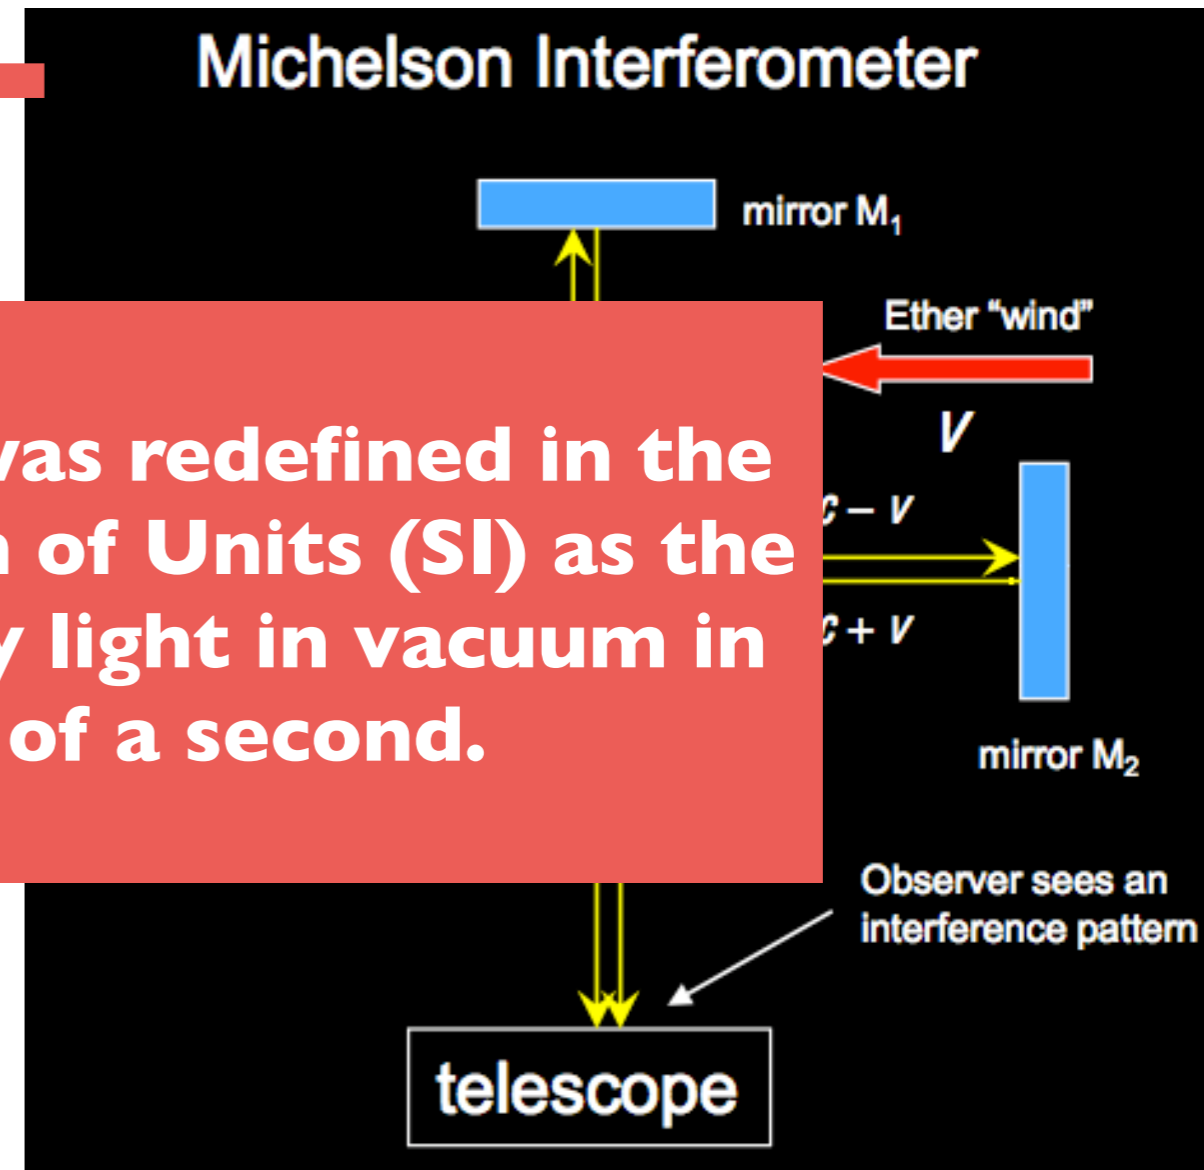 Michelson Interferometer
mirror M₁
Ether “wind”
V
was redefined in the
of Units (SI) as the
light in vacuum in
of a second.
c – v
c + v
mirror M₂
Observer sees an
interference pattern
telescope